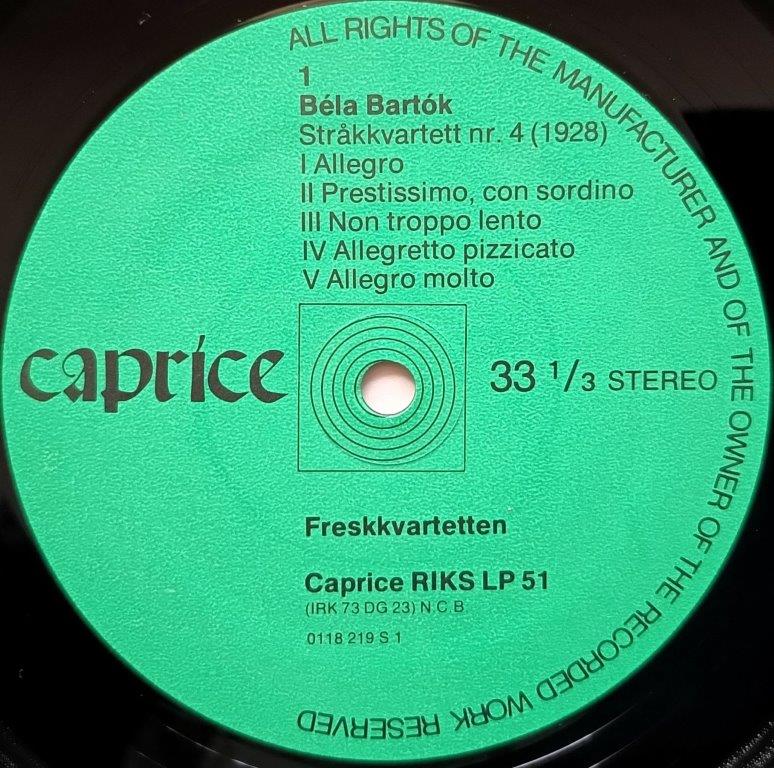 ALL RIGHTS OF THE MANUFACTURER AND OF THE OWNER OF THE RECORDED WORK RESERVED
1
Béla Bartók
Stråkkvartett nr. 4 (1928)
I Allegro
II Prestissimo, con sordino
III Non troppo lento
IV Allegretto pizzicato
V Allegro molto
caprice
33 1/3 STEREO
Freskkvartetten
Caprice RIKS LP 51
(IRK 73 DG 23) N.C.B.
0118 219 S 1